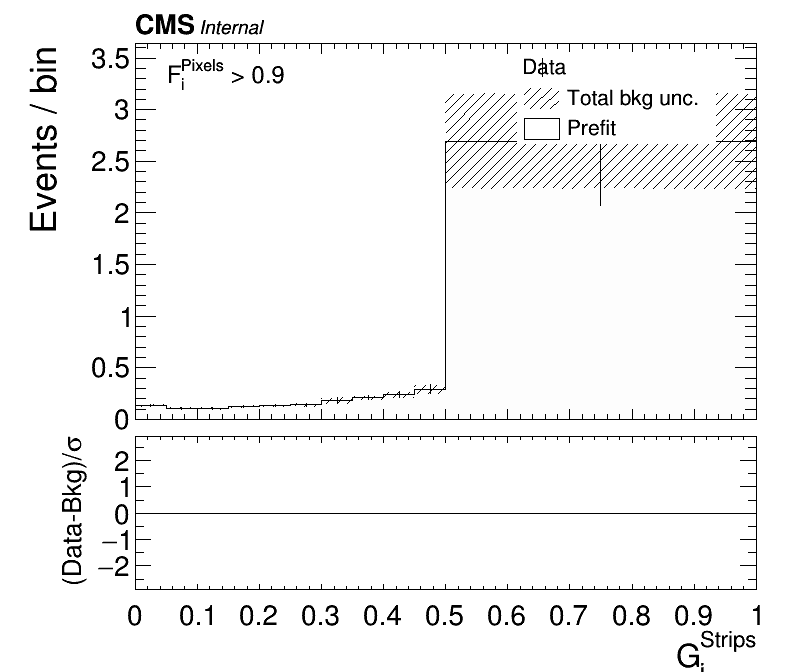 CMS Internal
F_i^Pixels > 0.9
Data
Total bkg unc.
Prefit
Events / bin
3.5
3
2.5
2
1.5
1
0.5
0
(Data-Bkg)/σ
2
1
0
−1
−2
0 0.1 0.2 0.3 0.4 0.5 0.6 0.7 0.8 0.9 1
G_i^Strips